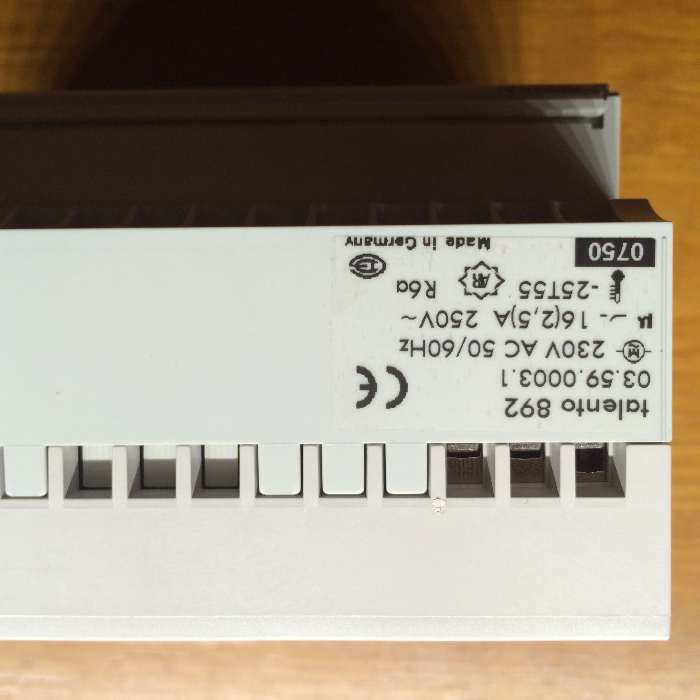 talento 892
03.59.0003.1
CE
M 230V AC 50/60Hz
µ 16(2,5)A 250V~
-25T55 R6a
0750 Made in Germany